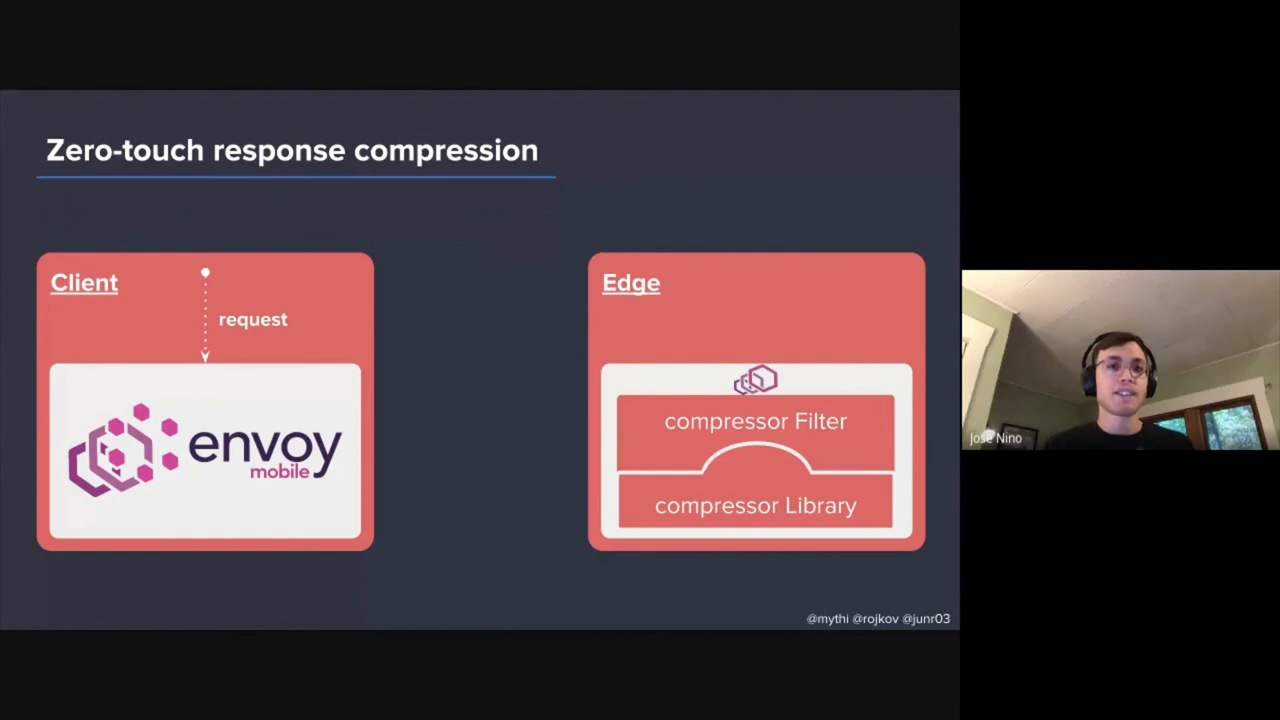 Zero-touch response compression
Client
request
envoy
mobile
Edge
compressor Filter
compressor Library
@mythi @rojkov @junr03
Jose Nino